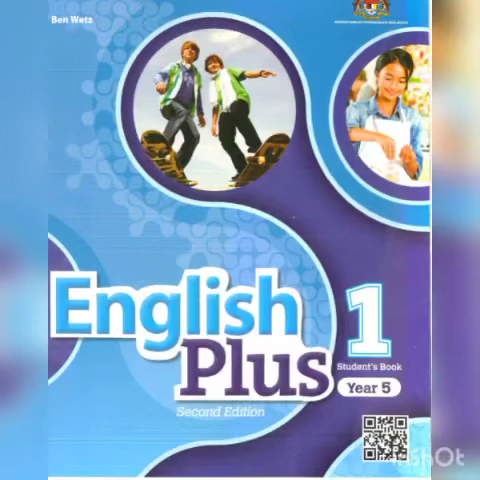 Ben Wetz
English
Plus
Second Edition
1
Student's Book
Year 5